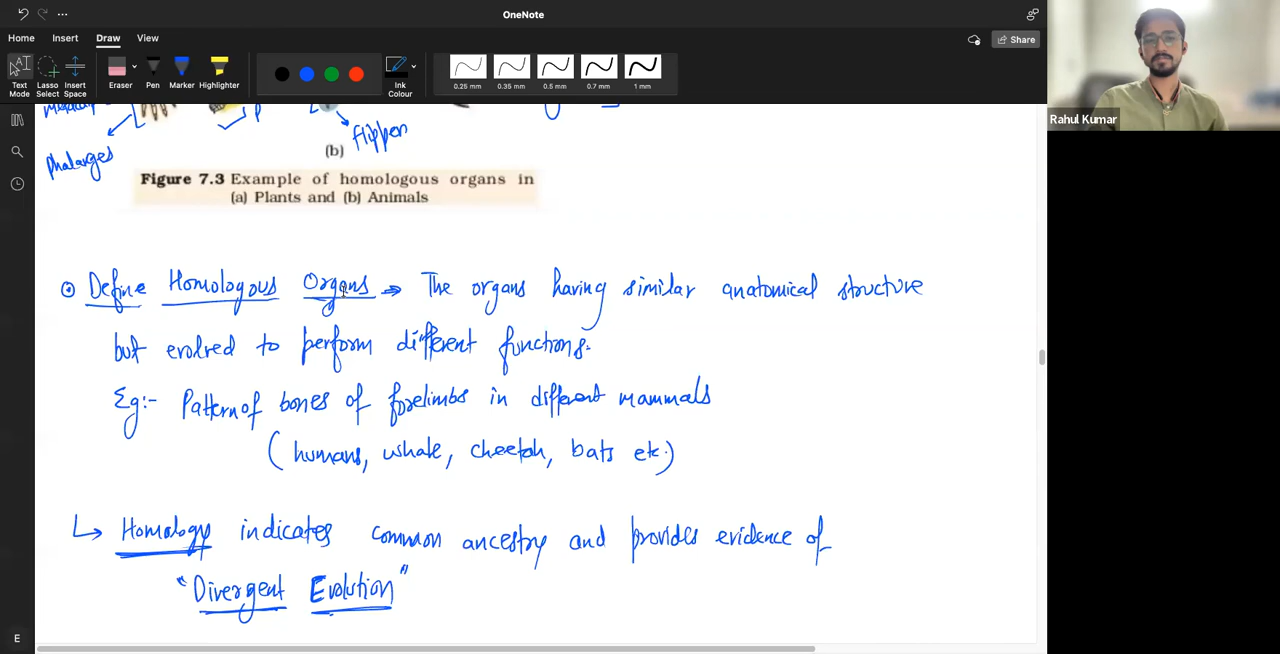 OneNote
Home Insert Draw View
Share
Text Mode
Lasso Select
Insert Space
Eraser
Pen
Marker
Highlighter
Ink Colour
0.25 mm
0.35 mm
0.5 mm
0.7 mm
1 mm
Rahul Kumar
P
flippen
Phalanges
(b)
Figure 7.3 Example of homologous organs in
(a) Plants and (b) Animals
Define Homologous Organs → The organs having similar anatomical structure
but evolved to perform different functions.
Eg:- Pattern of bones of forelimbs in different mammals
(humans, whale, cheetah, bats etc.)
↳ Homology indicates common ancestry and provides evidence of
"Divergent Evolution"
E